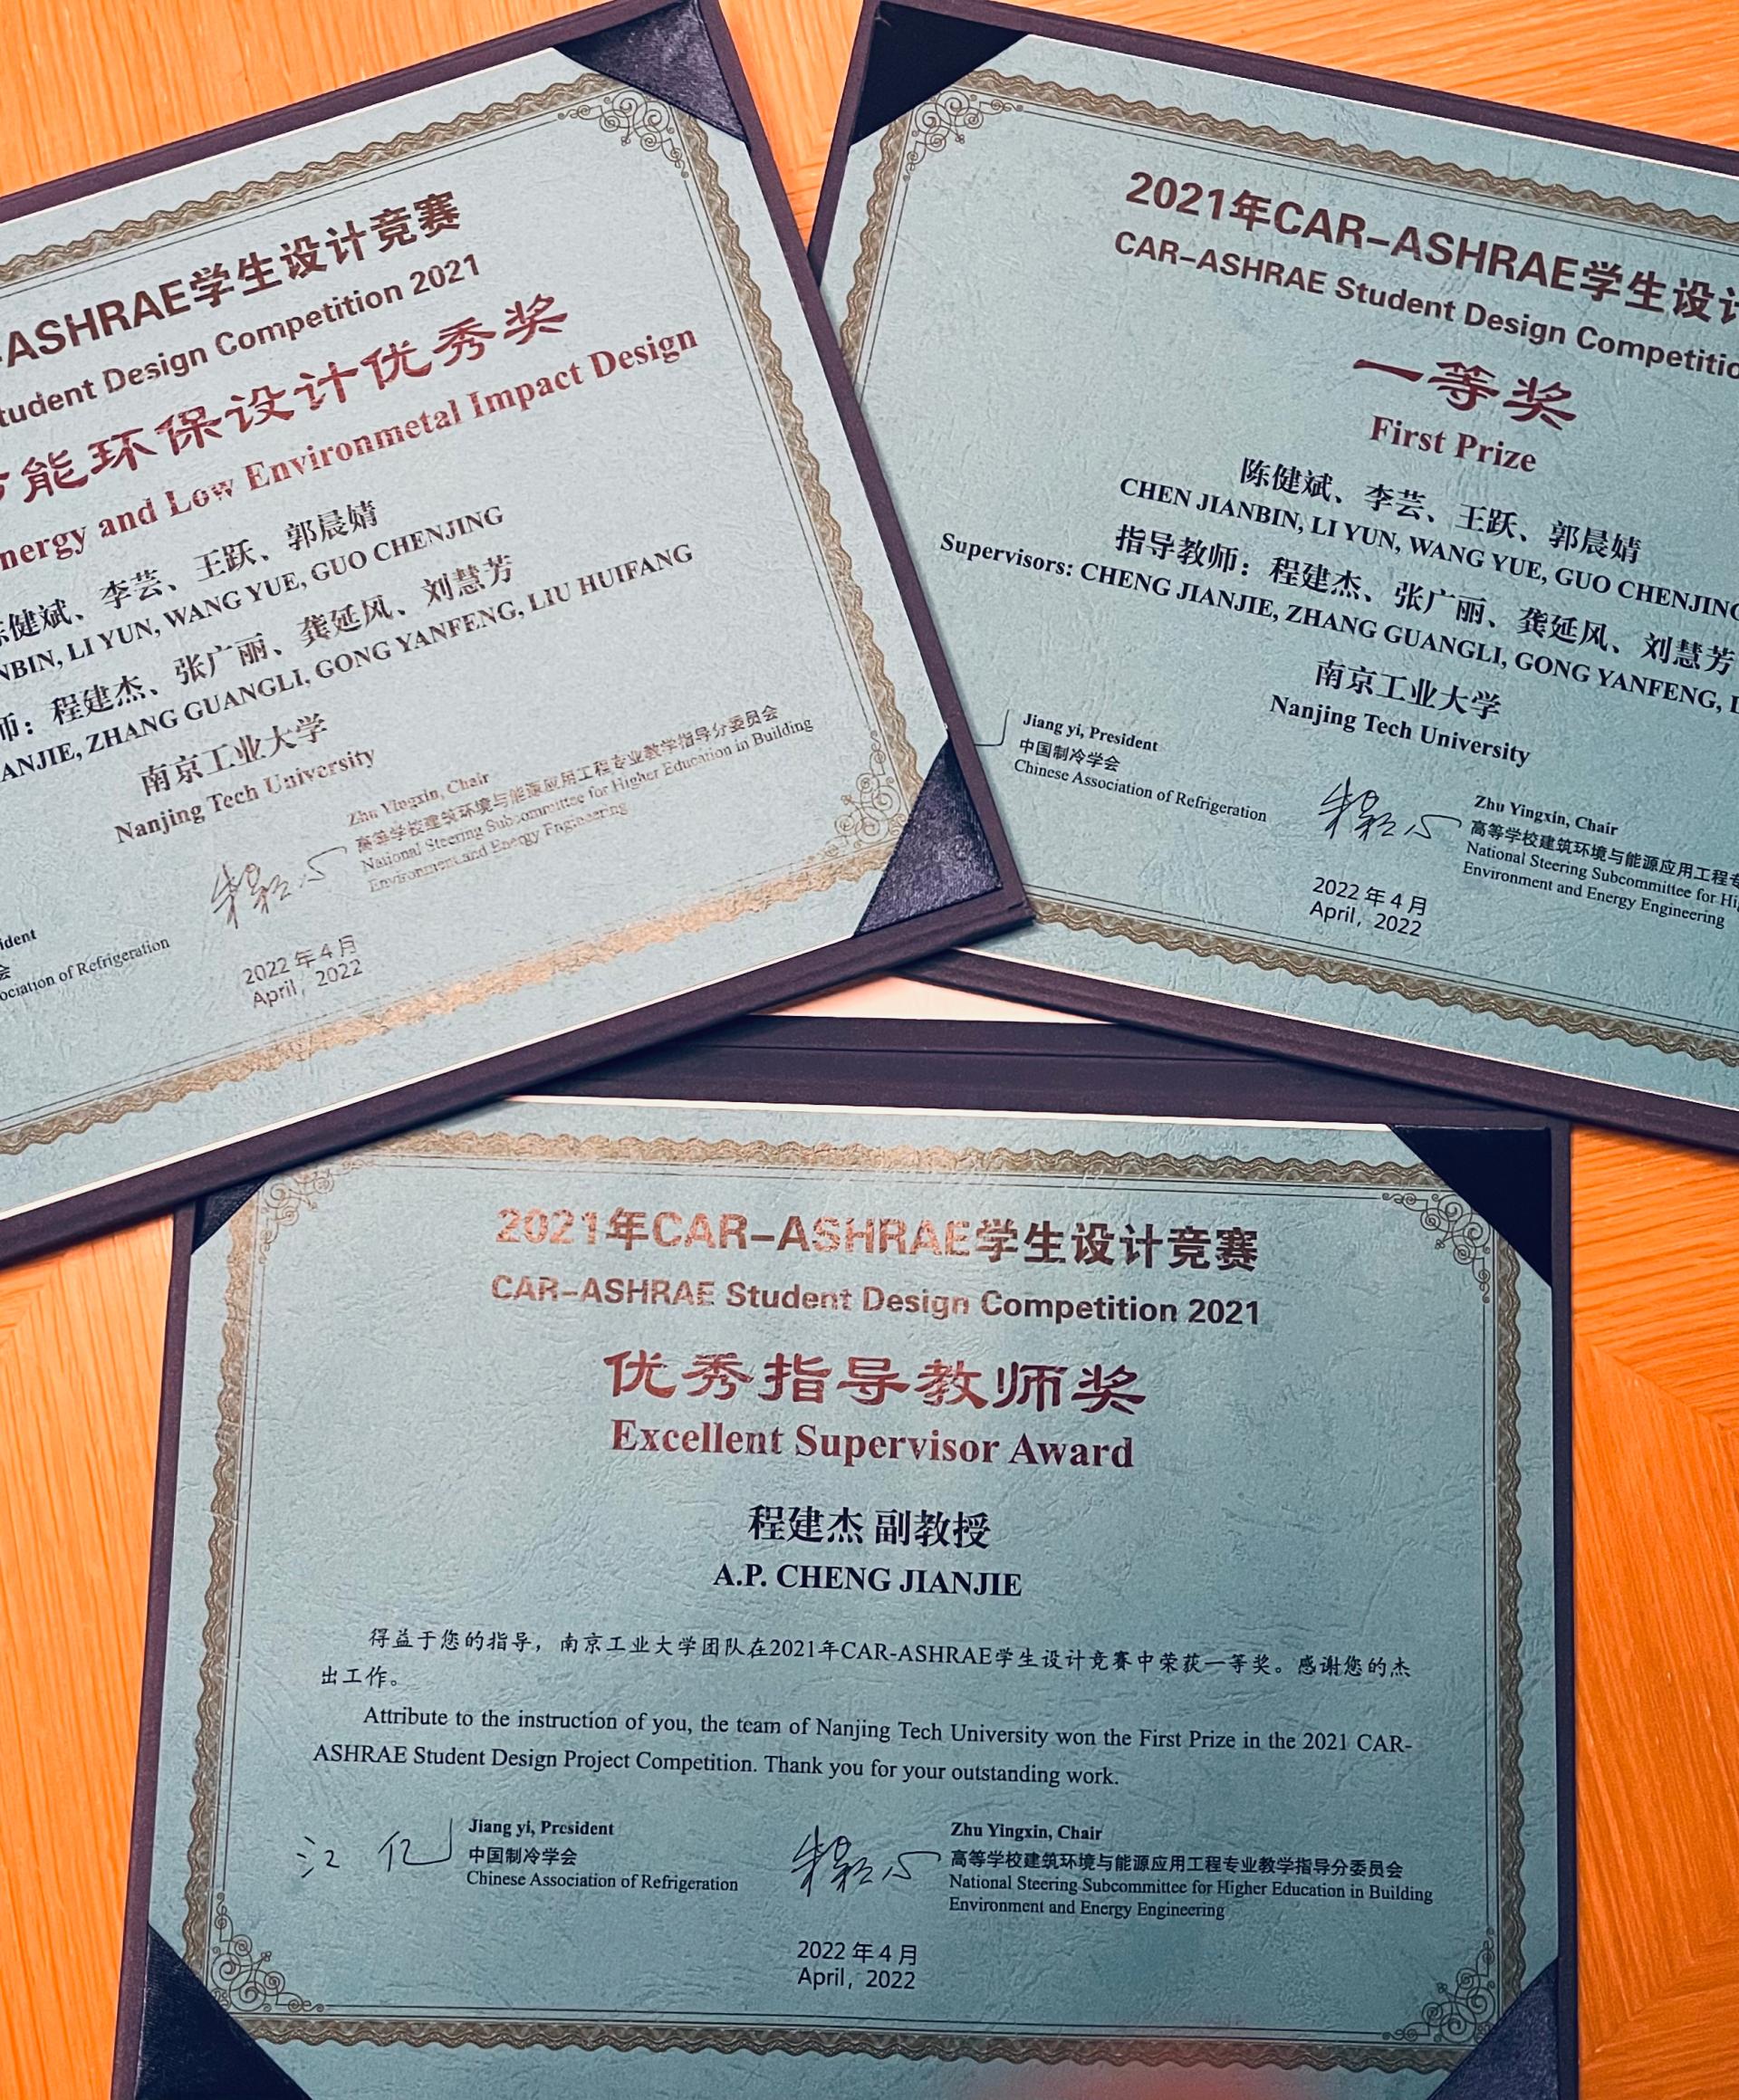 -ASHRAE学生设计竞赛
Student Design Competition 2021
能环保设计优秀奖
and Low Environmetal Impact Design
健斌、李芸、王跃、郭晨婧
LI YUN, WANG YUE, GUO CHENJING
师：程建杰、张广丽、龚延风、刘慧芳
ZHANG GUANGLI, GONG YANFENG, LIU HUIFANG
南京工业大学
Nanjing Tech University
Zhu Yingxin, Chair
高等学校建筑环境与能源应用工程专业教学指导分委员会
National Steering Subcommittee for Higher Education in Building
Environment and Energy Engineering
of Refrigeration
2022 年 4 月
April, 2022
2021年CAR-ASHRAE学生设
CAR-ASHRAE Student Design
一等奖
First Prize
陈健斌、李芸、王跃、郭晨婧
CHEN JIANBIN, LI YUN, WANG YUE, GUO CHENJING
指导教师：程建杰、张广丽、龚延风、刘慧芳
Supervisors: CHENG JIANJIE, ZHANG GUANGLI, GONG YANFENG,
南京工业大学
Nanjing Tech University
Jiang yi, President
中国制冷学会
Chinese Association of Refrigeration
Zhu Yingxin, Chair
高等学校建筑环境与能源应用工程
National Steering Subcommittee for
Environment and Energy Engineering
2022 年 4 月
April, 2022
2021年CAR-ASHRAE学生设计竞赛
CAR-ASHRAE Student Design Competition 2021
优秀指导教师奖
Excellent Supervisor Award
程建杰 副教授
A.P. CHENG JIANJIE
得益于您的指导，南京工业大学团队在2021年CAR-ASHRAE学生设计竞赛中荣获一等奖。感谢您的杰
出工作。
Attribute to the instruction of you, the team of Nanjing Tech University won the First Prize in the 2021 CAR-
ASHRAE Student Design Project Competition. Thank you for your outstanding work.
江亿
Jiang yi, President
中国制冷学会
Chinese Association of Refrigeration
Zhu Yingxin, Chair
高等学校建筑环境与能源应用工程专业教学指导分委员会
National Steering Subcommittee for Higher Education in Building
Environment and Energy Engineering
2022 年 4 月
April, 2022